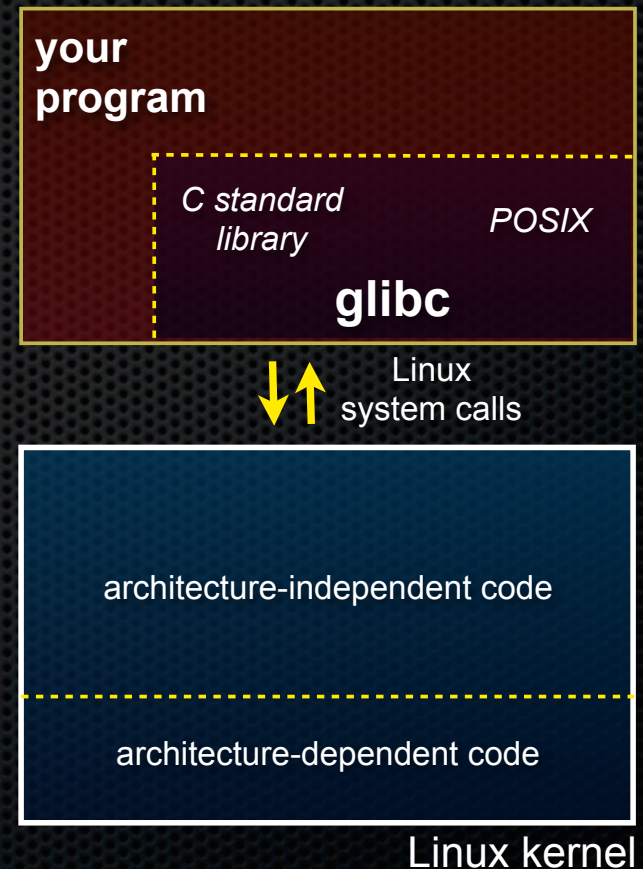 your
program
C standard
library
POSIX
glibc
Linux
system calls
architecture-independent code
architecture-dependent code
Linux kernel